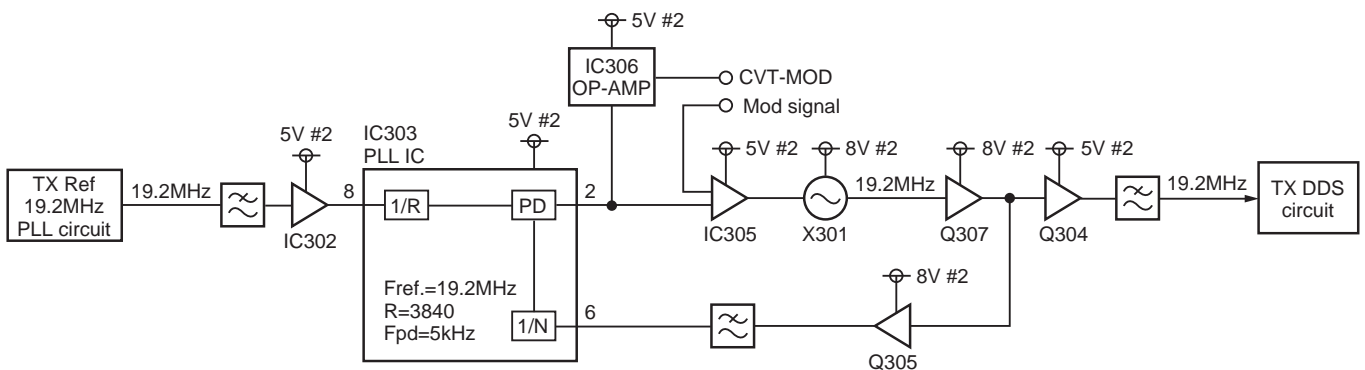 5V #2
IC306
OP-AMP
CVT-MOD
Mod signal
5V #2
IC303
PLL IC
5V #2
5V #2
8V #2
8V #2
5V #2
TX Ref
19.2MHz
PLL circuit
19.2MHz
IC302
8
1/R
PD
2
IC305
X301
19.2MHz
Q307
Q304
19.2MHz
TX DDS
circuit
Fref.=19.2MHz
R=3840
Fpd=5kHz
1/N
6
8V #2
Q305